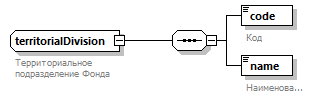 territorialDivision
Территориальное
подразделение Фонда
code
Код
name
Наименова...